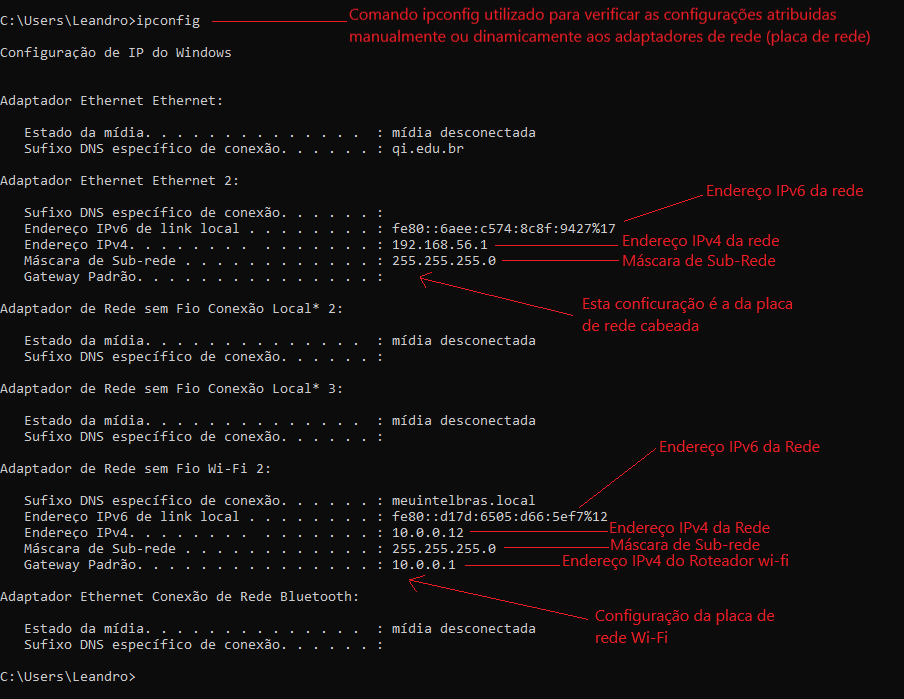 C:\Users\Leandro>ipconfig
Comando ipconfig utilizado para verificar as configurações atribuidas
manualmente ou dinamicamente aos adaptadores de rede (placa de rede)
Configuração de IP do Windows
Adaptador Ethernet Ethernet:
Estado da mídia. . . . . . . . . . . . . . : mídia desconectada
Sufixo DNS específico de conexão. . . . . . : qi.edu.br
Adaptador Ethernet Ethernet 2:
Endereço IPv6 da rede
Sufixo DNS específico de conexão. . . . . . :
Endereço IPv6 de link local . . . . . . . . : fe80::6aee:c574:8c8f:9427%17
Endereço IPv4. . . . . . . . . . . . . . . : 192.168.56.1 Endereço IPv4 da rede
Máscara de Sub-rede . . . . . . . . . . . . : 255.255.255.0 Máscara de Sub-Rede
Gateway Padrão. . . . . . . . . . . . . . . :
Esta conficuração é a da placa
de rede cabeada
Adaptador de Rede sem Fio Conexão Local* 2:
Estado da mídia. . . . . . . . . . . . . . : mídia desconectada
Sufixo DNS específico de conexão. . . . . . :
Adaptador de Rede sem Fio Conexão Local* 3:
Estado da mídia. . . . . . . . . . . . . . : mídia desconectada
Sufixo DNS específico de conexão. . . . . . :
Endereço IPv6 da Rede
Adaptador de Rede sem Fio Wi-Fi 2:
Sufixo DNS específico de conexão. . . . . . : meuintelbras.local
Endereço IPv6 de link local . . . . . . . . : fe80::d17d:6505:d66:5ef7%12
Endereço IPv4. . . . . . . . . . . . . . . : 10.0.0.12 Endereço IPv4 da Rede
Máscara de Sub-rede . . . . . . . . . . . . : 255.255.255.0 Máscara de Sub-rede
Gateway Padrão. . . . . . . . . . . . . . . : 10.0.0.1 Endereço IPv4 do Roteador wi-fi
Adaptador Ethernet Conexão de Rede Bluetooth:
Configuração da placa de
rede Wi-Fi
Estado da mídia. . . . . . . . . . . . . . : mídia desconectada
Sufixo DNS específico de conexão. . . . . . :
C:\Users\Leandro>